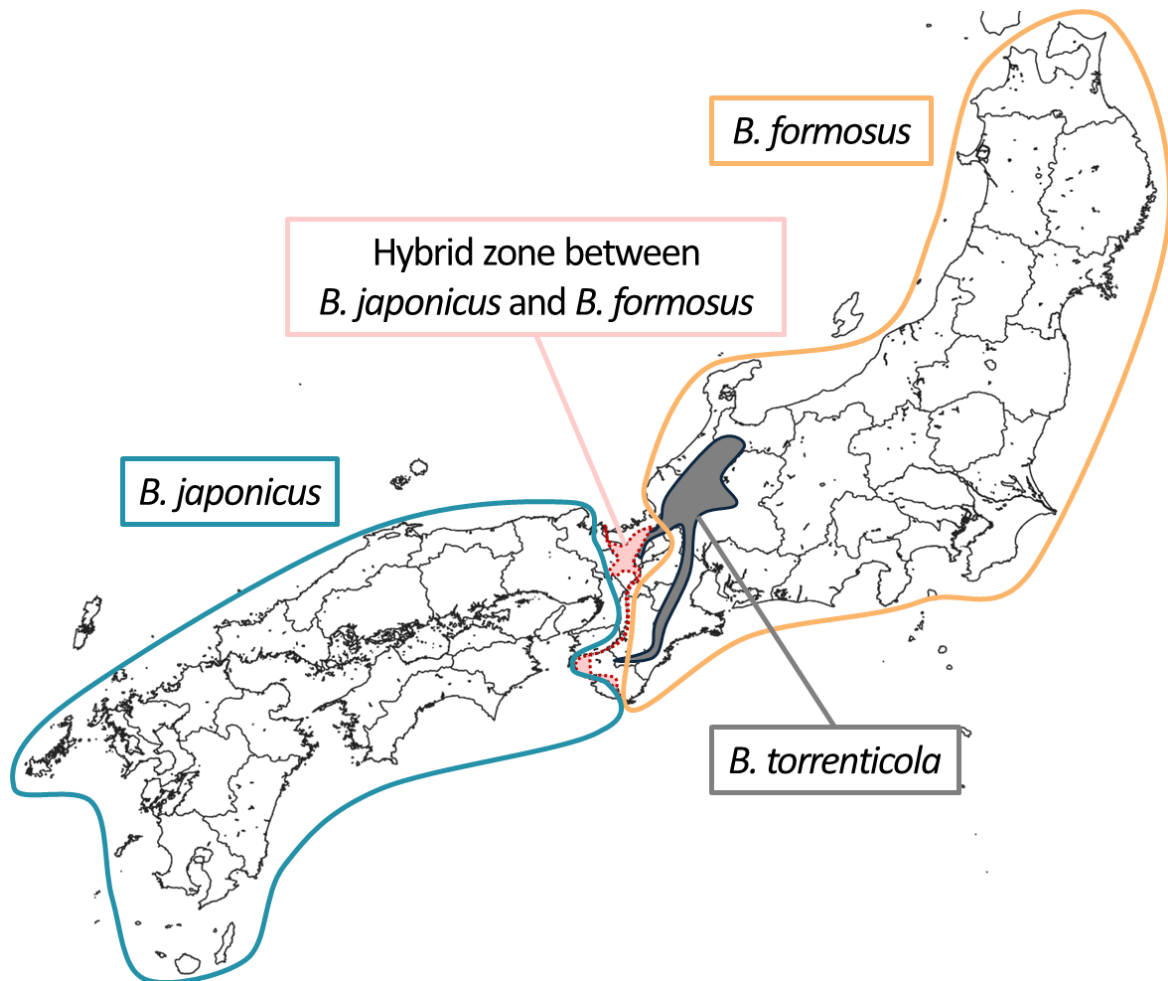 B. formosus
Hybrid zone between
B. japonicus and B. formosus
B. japonicus
B. torrenticola